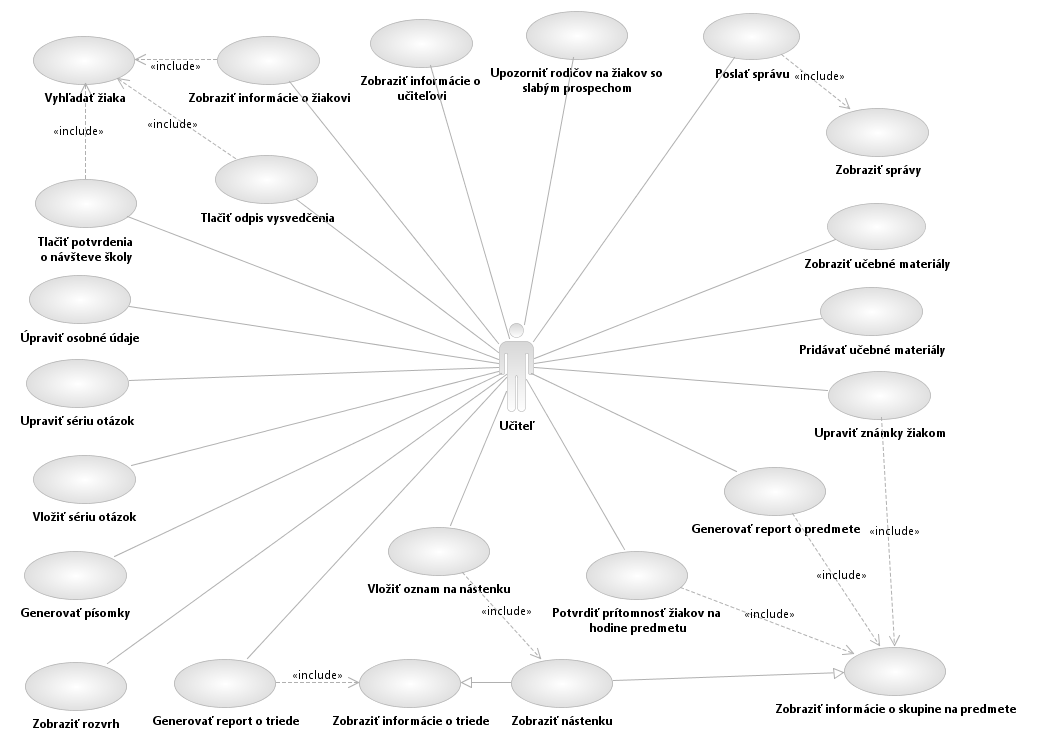 «include»
Vyhľadať žiaka
Zobraziť informácie o žiakovi
Zobraziť informácie o
učiteľovi
Upozorniť rodičov na žiakov so
slabým prospechom
Poslať správu
«include»
«include»
«include»
Zobraziť správy
Tlačiť odpis vysvedčenia
Tlačiť potvrdenia
o návšteve školy
Zobraziť učebné materiály
Úpraviť osobné údaje
Pridávať učebné materiály
Upraviť sériu otázok
Učiteľ
Upraviť známky žiakom
Vložiť sériu otázok
Generovať report o predmete
«include»
«include»
Vložiť oznam na nástenku
«include»
Generovať písomky
Potvrdiť prítomnosť žiakov na
hodine predmetu
«include»
«include»
Zobraziť rozvrh
Generovať report o triede
Zobraziť informácie o triede
Zobraziť nástenku
Zobraziť informácie o skupine na predmete